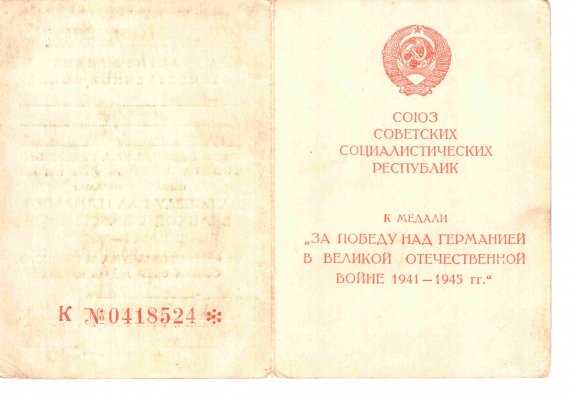 К №0418524 ✻
СОЮЗ
СОВЕТСКИХ
СОЦИАЛИСТИЧЕСКИХ
РЕСПУБЛИК
К МЕДАЛИ
„ЗА ПОБЕДУ НАД ГЕРМАНИЕЙ
В ВЕЛИКОЙ ОТЕЧЕСТВЕННОЙ
ВОЙНЕ 1941—1945 гг.“